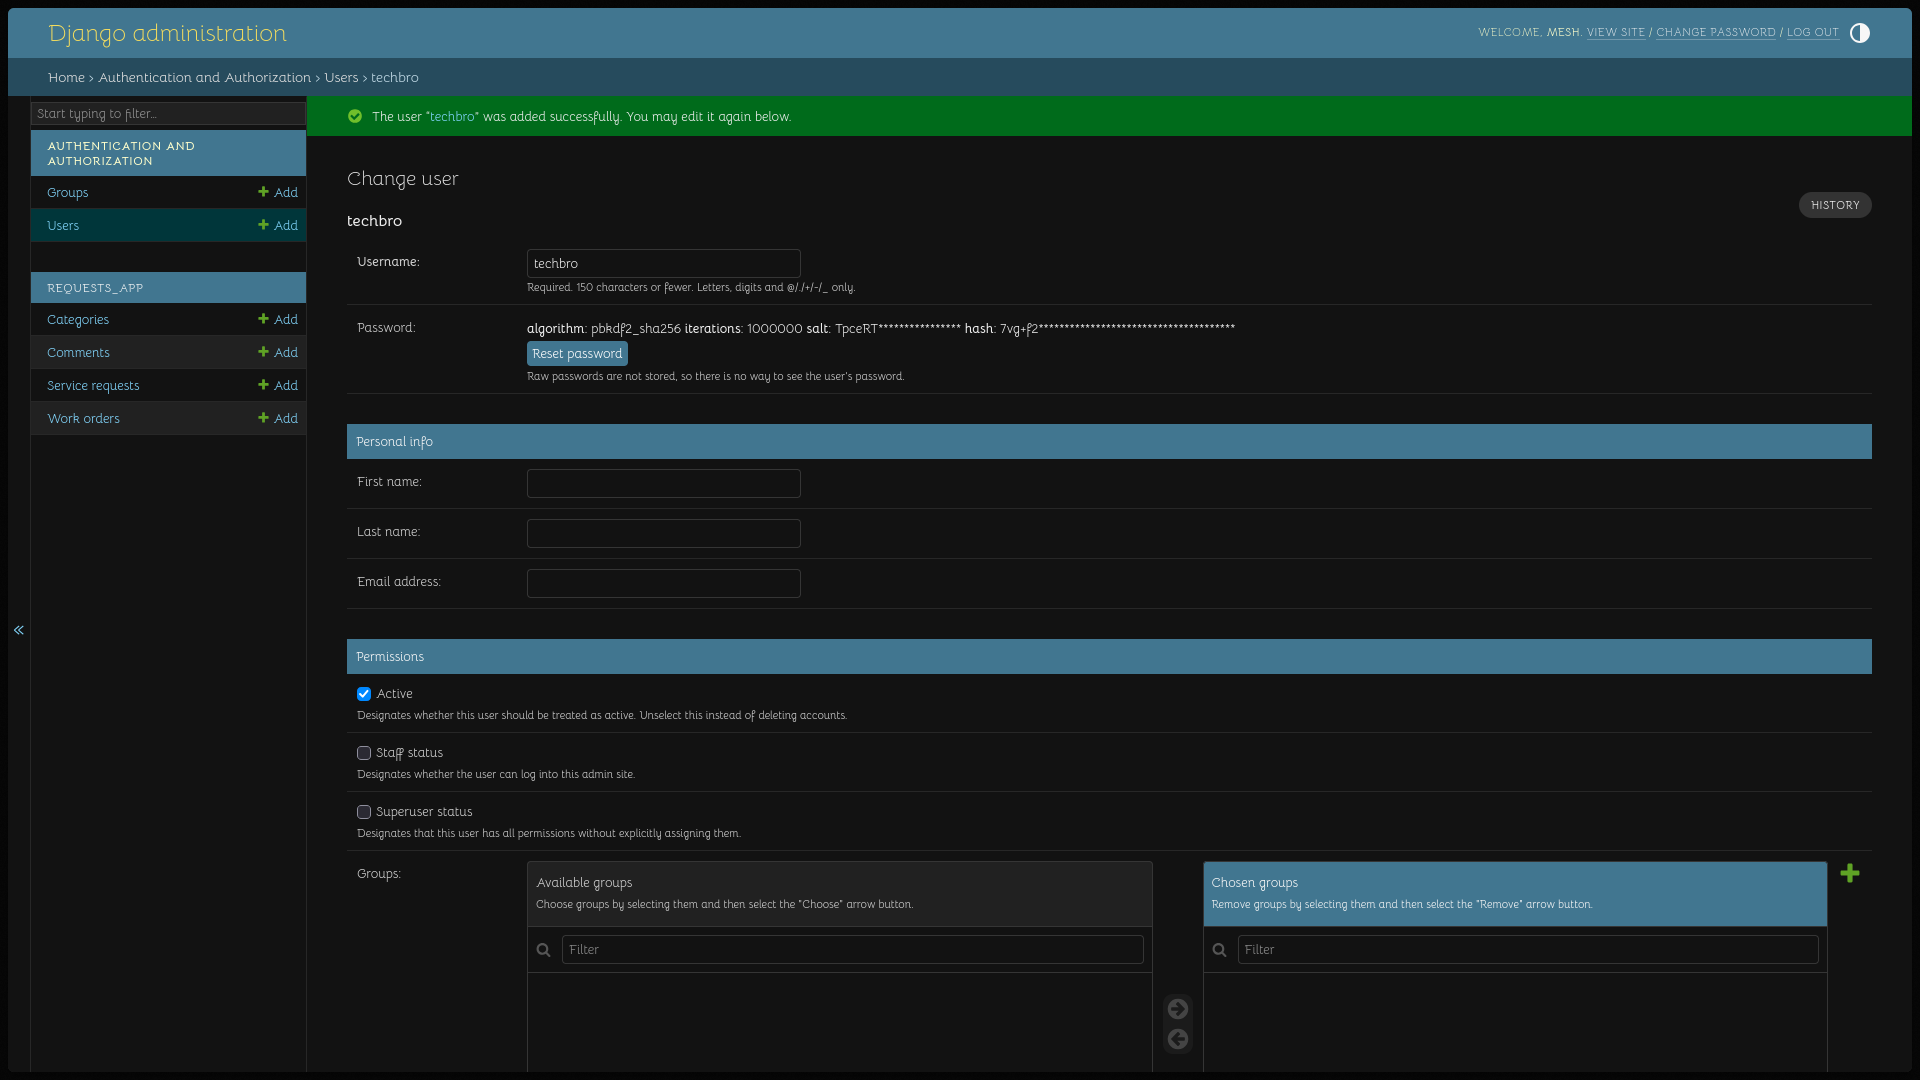 Django administration
WELCOME, MESH. VIEW SITE / CHANGE PASSWORD / LOG OUT
Home › Authentication and Authorization › Users › techbro
Start typing to filter...
AUTHENTICATION AND
AUTHORIZATION
Groups + Add
Users + Add
REQUESTS_APP
Categories + Add
Comments + Add
Service requests + Add
Work orders + Add
«
The user “techbro” was added successfully. You may edit it again below.
Change user
HISTORY
techbro
Username: techbro
Required. 150 characters or fewer. Letters, digits and @/./+/-/_ only.
Password: algorithm: pbkdf2_sha256 iterations: 1000000 salt: TpceRT**************** hash: 7vg+f2**************************************
Reset password
Raw passwords are not stored, so there is no way to see the user's password.
Personal info
First name:
Last name:
Email address:
Permissions
Active
Designates whether this user should be treated as active. Unselect this instead of deleting accounts.
Staff status
Designates whether the user can log into this admin site.
Superuser status
Designates that this user has all permissions without explicitly assigning them.
Groups:
Available groups
Choose groups by selecting them and then select the "Choose" arrow button.
Filter
Chosen groups
Remove groups by selecting them and then select the "Remove" arrow button.
Filter